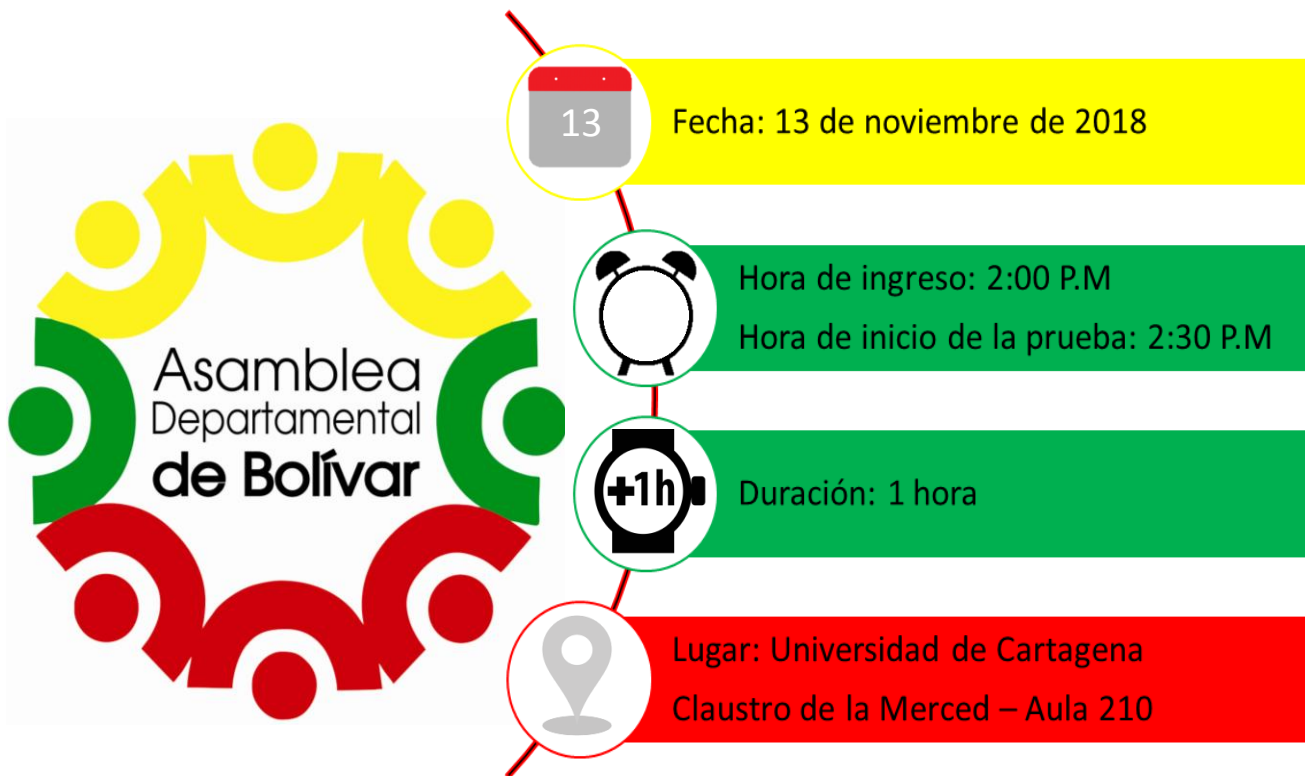 13
Fecha: 13 de noviembre de 2018
Hora de ingreso: 2:00 P.M
Hora de inicio de la prueba: 2:30 P.M
Asamblea
Departamental
de Bolívar
+1h
Duración: 1 hora
Lugar: Universidad de Cartagena
Claustro de la Merced – Aula 210